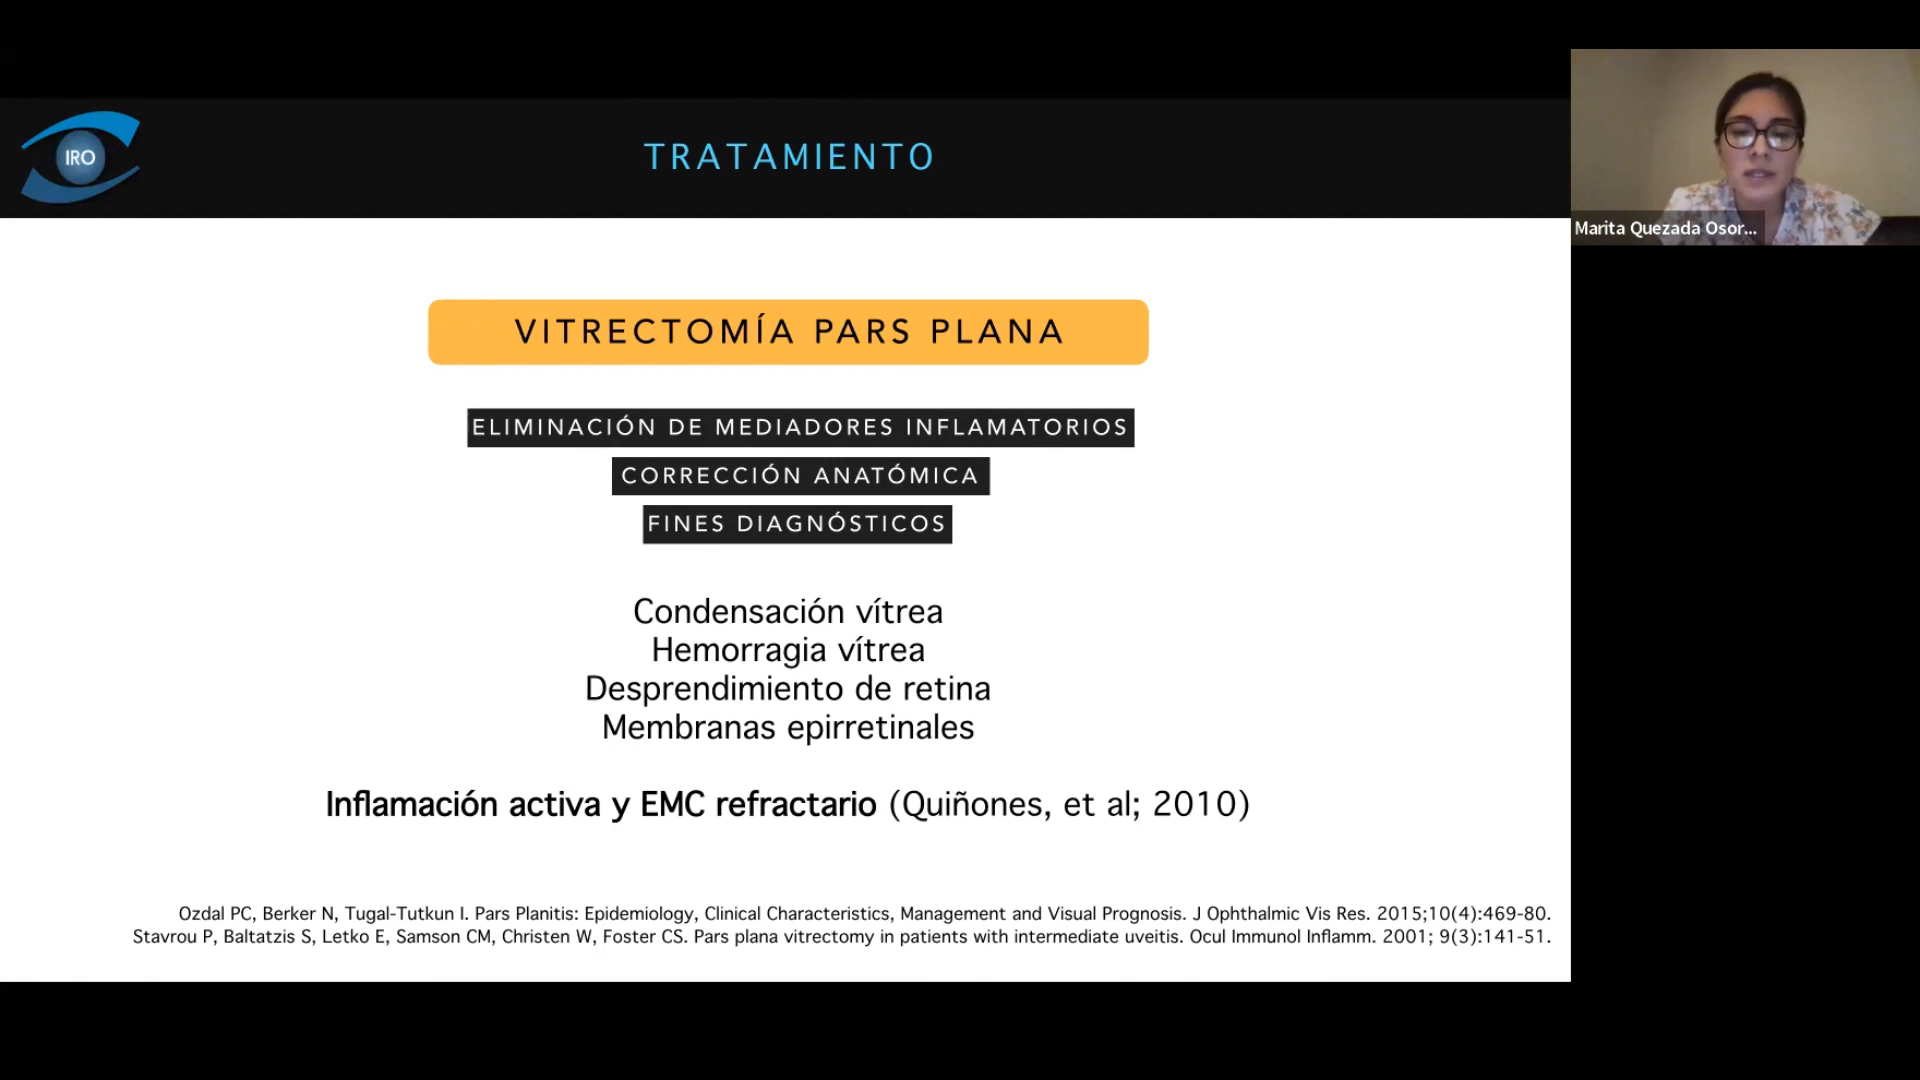 IRO
TRATAMIENTO
Marita Quezada Osor...
VITRECTOMÍA PARS PLANA
ELIMINACIÓN DE MEDIADORES INFLAMATORIOS
CORRECCIÓN ANATÓMICA
FINES DIAGNÓSTICOS
Condensación vítrea
Hemorragia vítrea
Desprendimiento de retina
Membranas epirretinales
Inflamación activa y EMC refractario (Quiñones, et al; 2010)
Ozdal PC, Berker N, Tugal-Tutkun I. Pars Planitis: Epidemiology, Clinical Characteristics, Management and Visual Prognosis. J Ophthalmic Vis Res. 2015;10(4):469-80.
Stavrou P, Baltatzis S, Letko E, Samson CM, Christen W, Foster CS. Pars plana vitrectomy in patients with intermediate uveitis. Ocul Immunol Inflamm. 2001; 9(3):141-51.